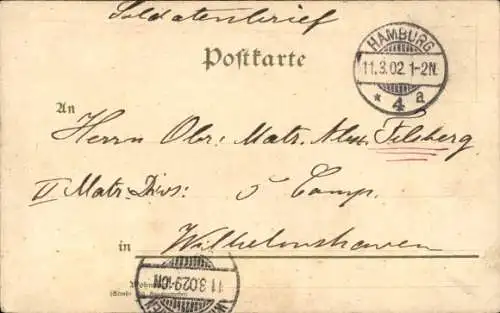 Soldatenbrief
HAMBURG
11.3.02.1-2N.
* 4 a
Postkarte
An
Herrn Obr: Matr. Filsberg
II Matr: Divs: 5 Comp.
in Wilhelmshaven
11.3.02 9-10N